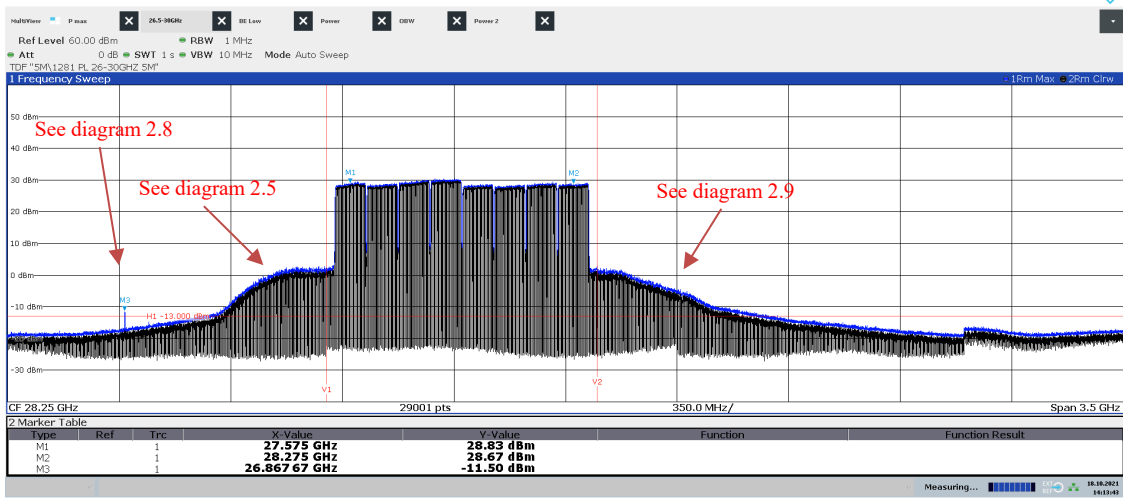 MultiView P max 26.5-30GHz BE Low Power OBW Power 2
Ref Level 60.00 dBm RBW 1 MHz
Att 0 dB SWT 1 s VBW 10 MHz Mode Auto Sweep
TDF "5M\1281 PL 26-30GHZ 5M"
1 Frequency Sweep 1Rm Max 2Rm Clrw
50 dBm
See diagram 2.8
40 dBm
30 dBm M1 M2
See diagram 2.5 See diagram 2.9
20 dBm
10 dBm
0 dBm
-10 dBm
M3
H1 -13.000 dBm
-30 dBm
V1 V2
CF 28.25 GHz 29001 pts 350.0 MHz/ Span 3.5 GHz
2 Marker Table
Type Ref Trc X-Value Y-Value Function Function Result
M1 1 27.575 GHz 28.83 dBm
M2 1 28.275 GHz 28.67 dBm
M3 1 26.867 67 GHz -11.50 dBm
Measuring... EXT REF 18.10.2021
14:13:43